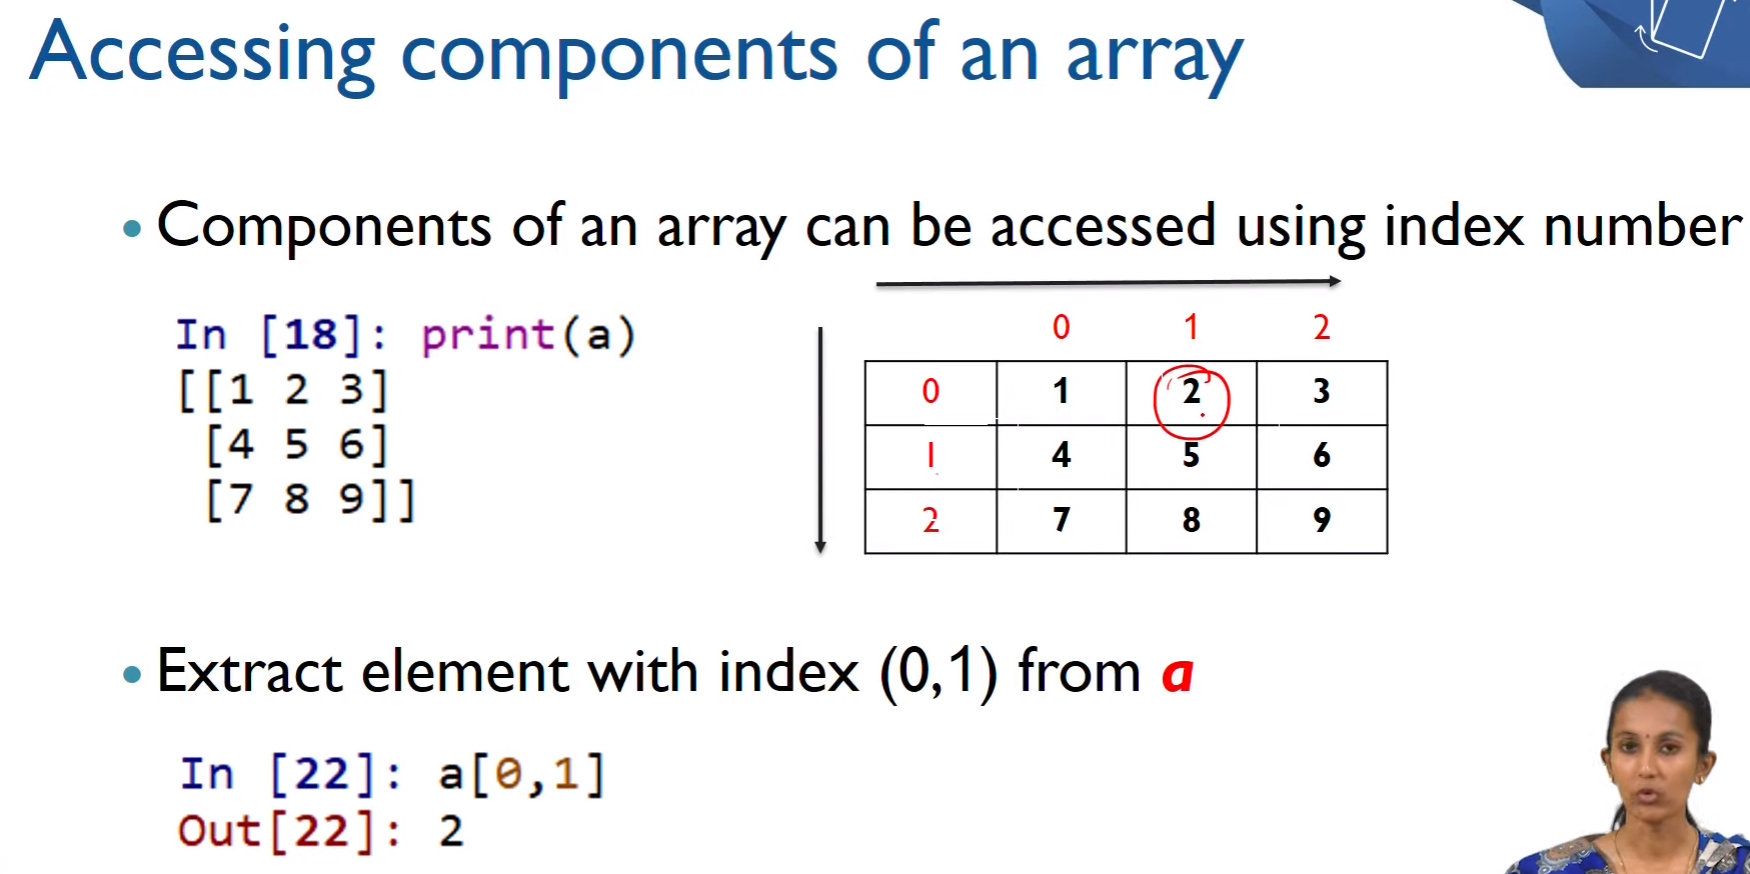 Accessing components of an array
• Components of an array can be accessed using index number
In [18]: print(a)
[[1 2 3]
[4 5 6]
[7 8 9]]
0 1 2
0 1 2 3
1 4 5 6
2 7 8 9
• Extract element with index (0,1) from a
In [22]: a[0,1]
Out[22]: 2